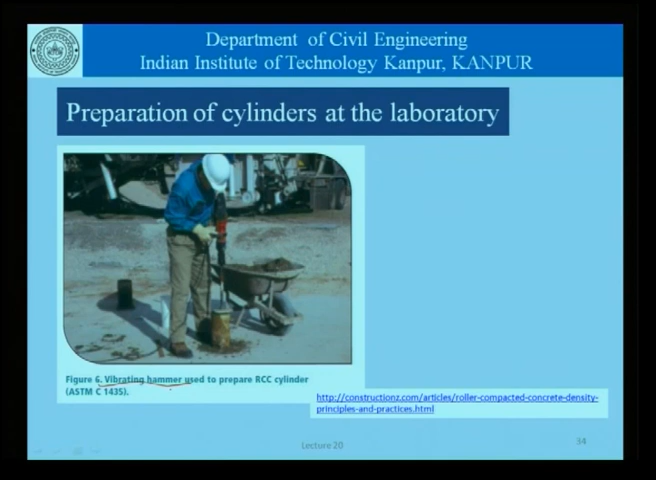 Department of Civil Engineering
Indian Institute of Technology Kanpur, KANPUR
Preparation of cylinders at the laboratory
Figure 6. Vibrating hammer used to prepare RCC cylinder
(ASTM C 1435).
http://constructionz.com/articles/roller-compacted-concrete-density-
principles-and-practices.html
Lecture 20
34